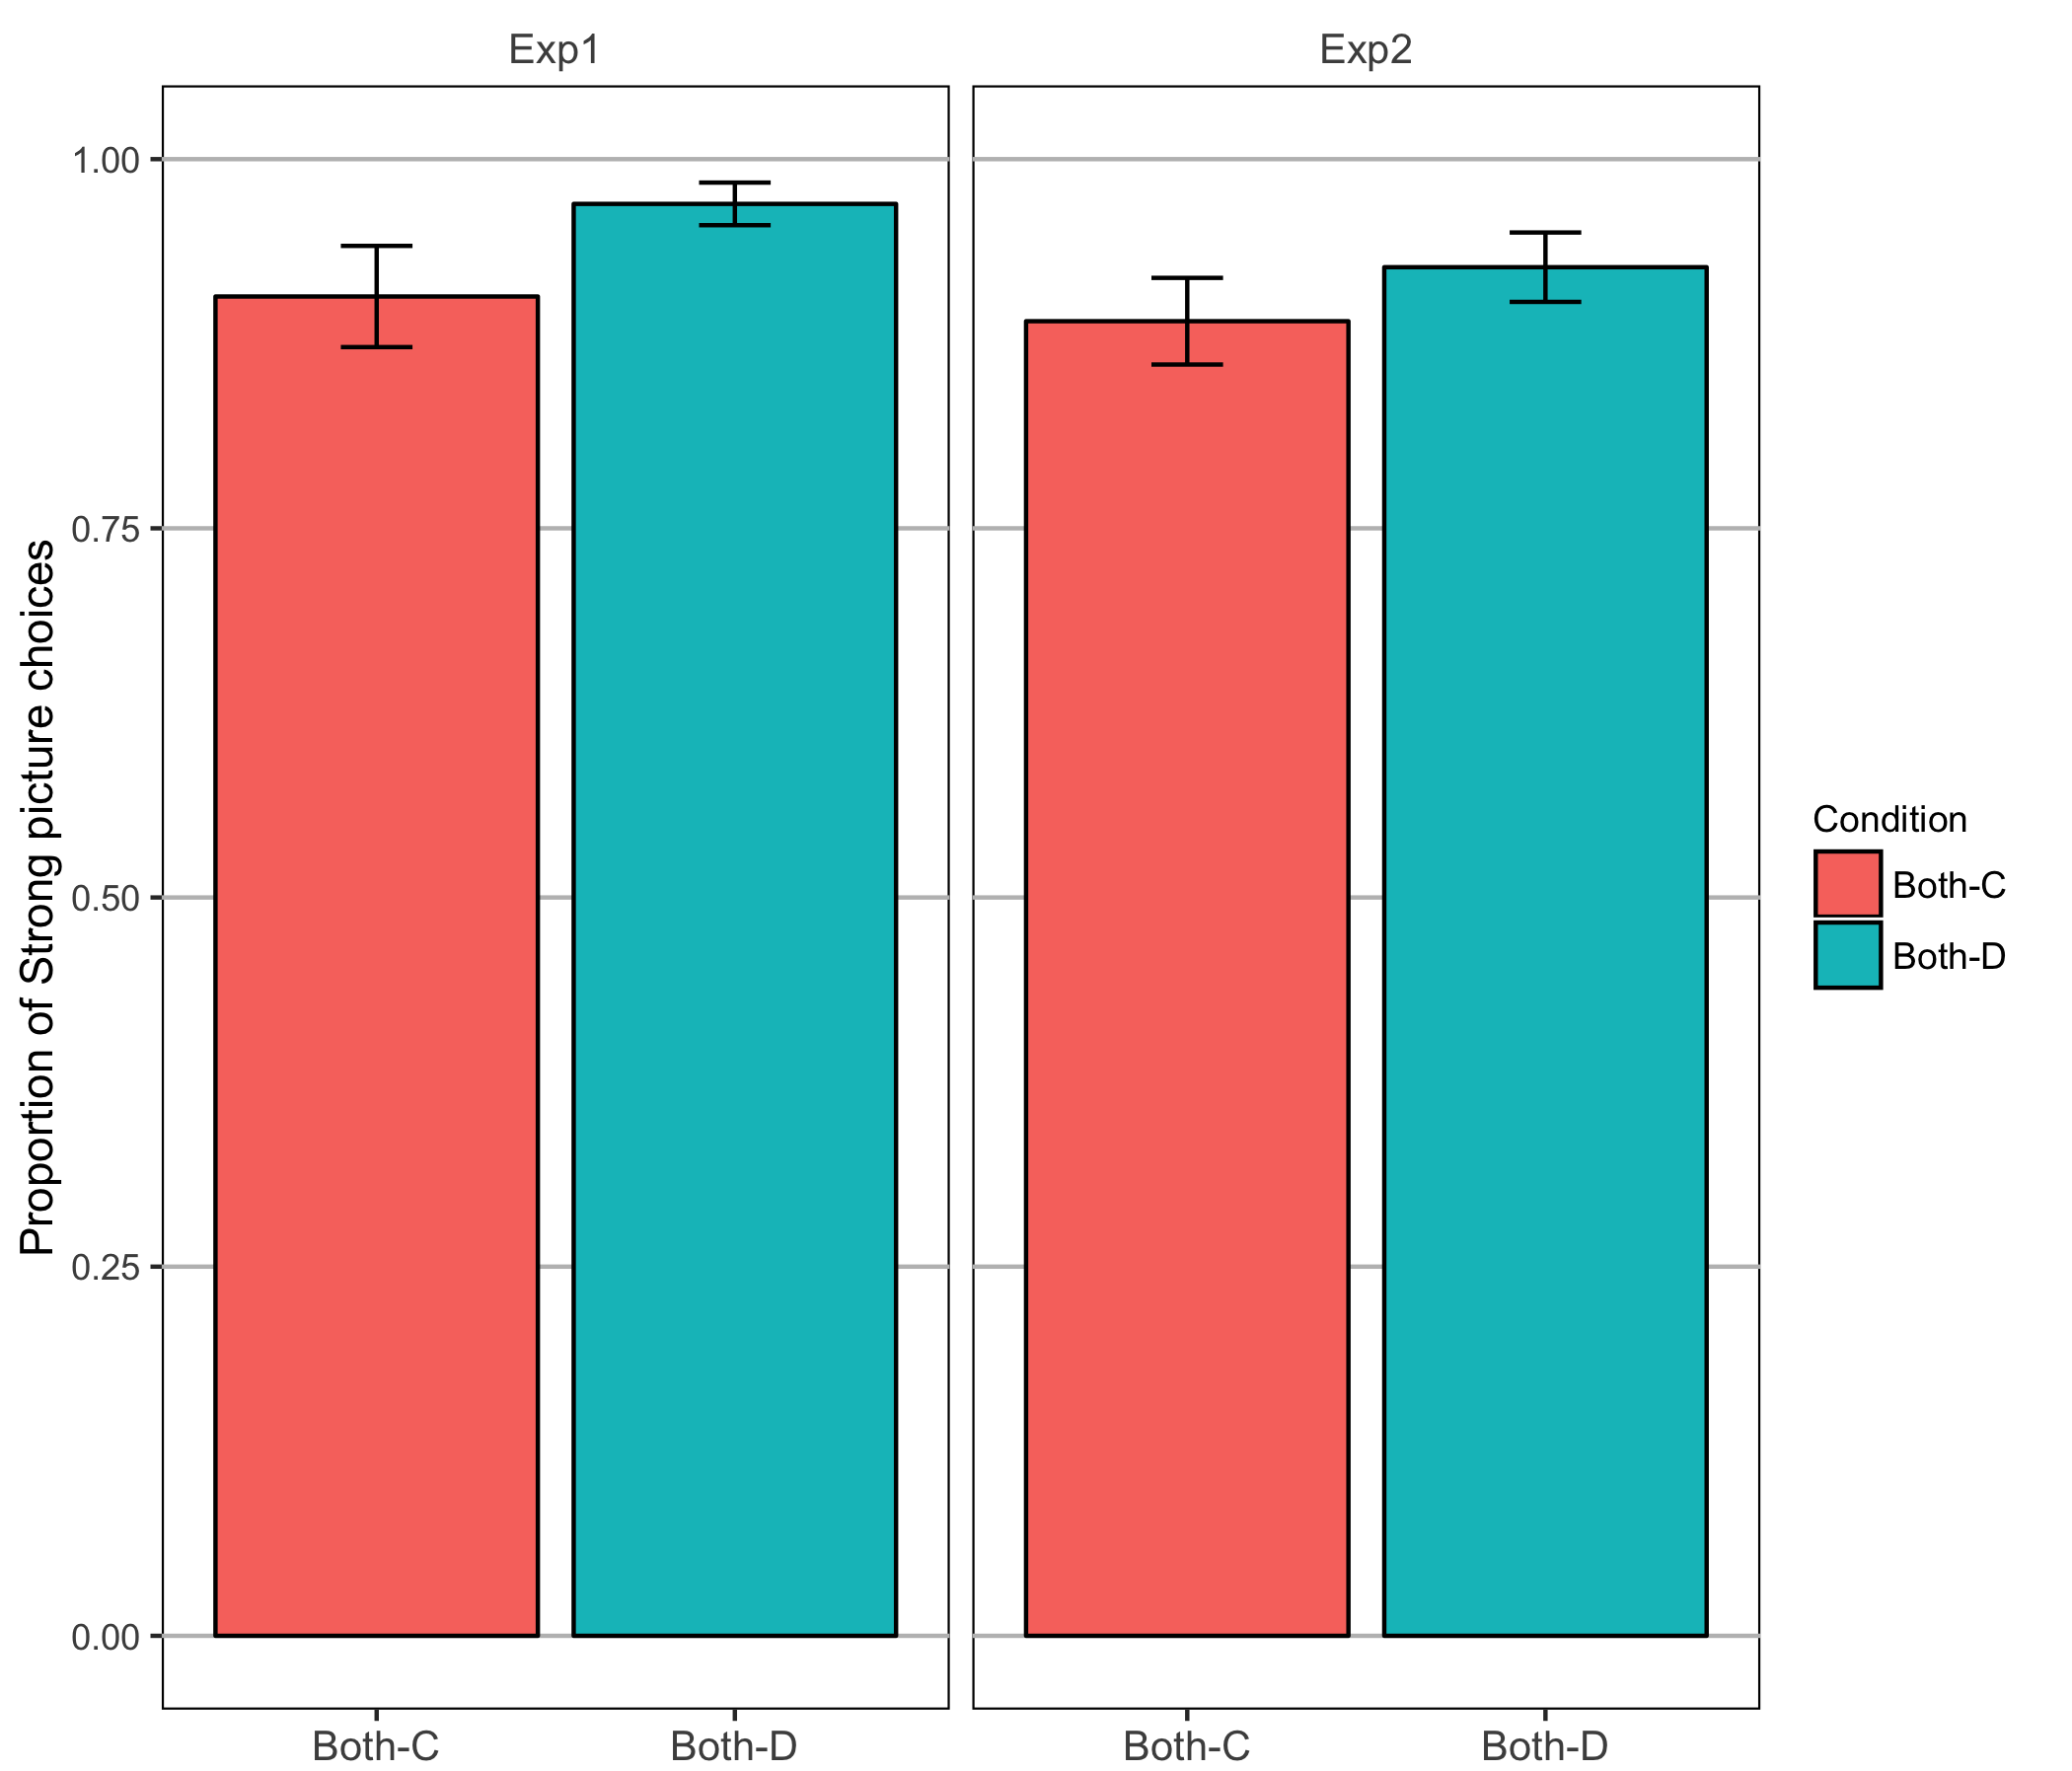 Exp1
Exp2
Proportion of Strong picture choices
1.00
0.75
0.50
0.25
0.00
Both-C
Both-D
Both-C
Both-D
Condition
Both-C
Both-D